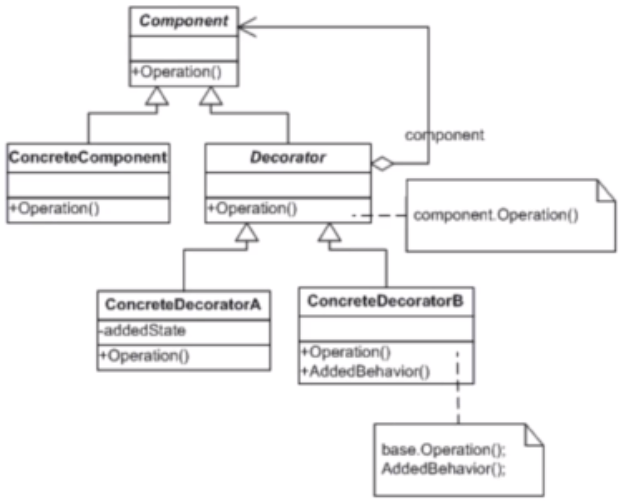 Component
+Operation()
component
ConcreteComponent
+Operation()
Decorator
+Operation()
component.Operation()
ConcreteDecoratorA
-addedState
+Operation()
ConcreteDecoratorB
+Operation()
+AddedBehavior()
base.Operation();
AddedBehavior();